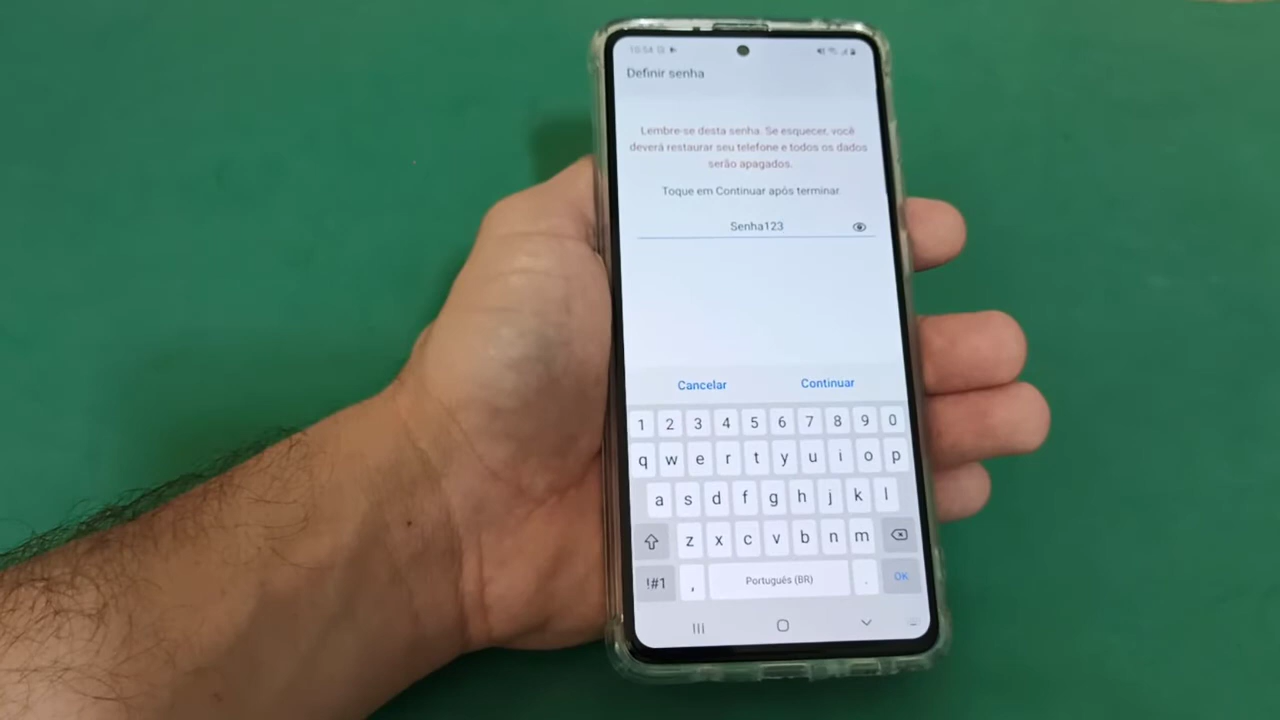 10:54
Definir senha
Lembre-se desta senha. Se esquecer, você
deverá restaurar seu telefone e todos os dados
serão apagados.
Toque em Continuar após terminar.
Senha123
Cancelar Continuar
1 2 3 4 5 6 7 8 9 0
q w e r t y u i o p
a s d f g h j k l
z x c v b n m
!#1 , Português (BR) . OK